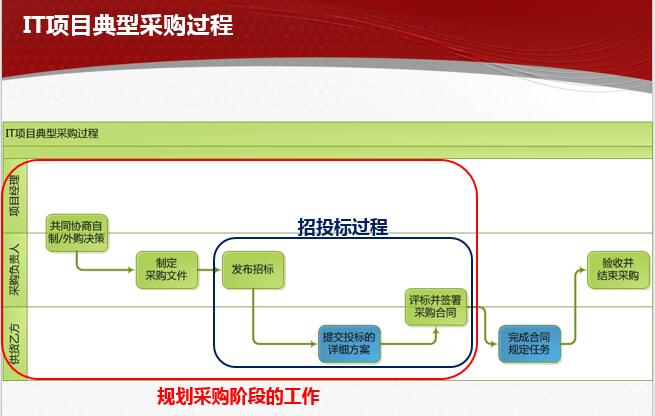 IT项目典型采购过程
IT项目典型采购过程
项目经理
共同协商自
制/外购决策
招投标过程
采购负责人
制定
采购文件
发布招标
验收并
结束采购
评标并签署
采购合同
供货乙方
提交投标的
详细方案
完成合同
规定任务
规划采购阶段的工作